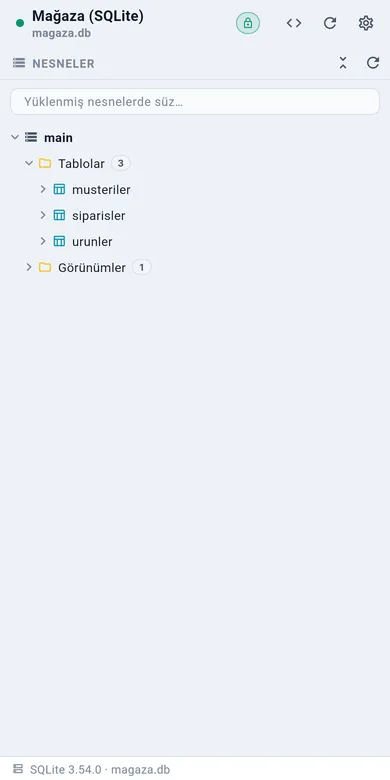 Mağaza (SQLite)
magaza.db
NESNELER
Yüklenmiş nesnelerde süz…
main
Tablolar 3
musteriler
siparisler
urunler
Görünümler 1
SQLite 3.54.0 · magaza.db